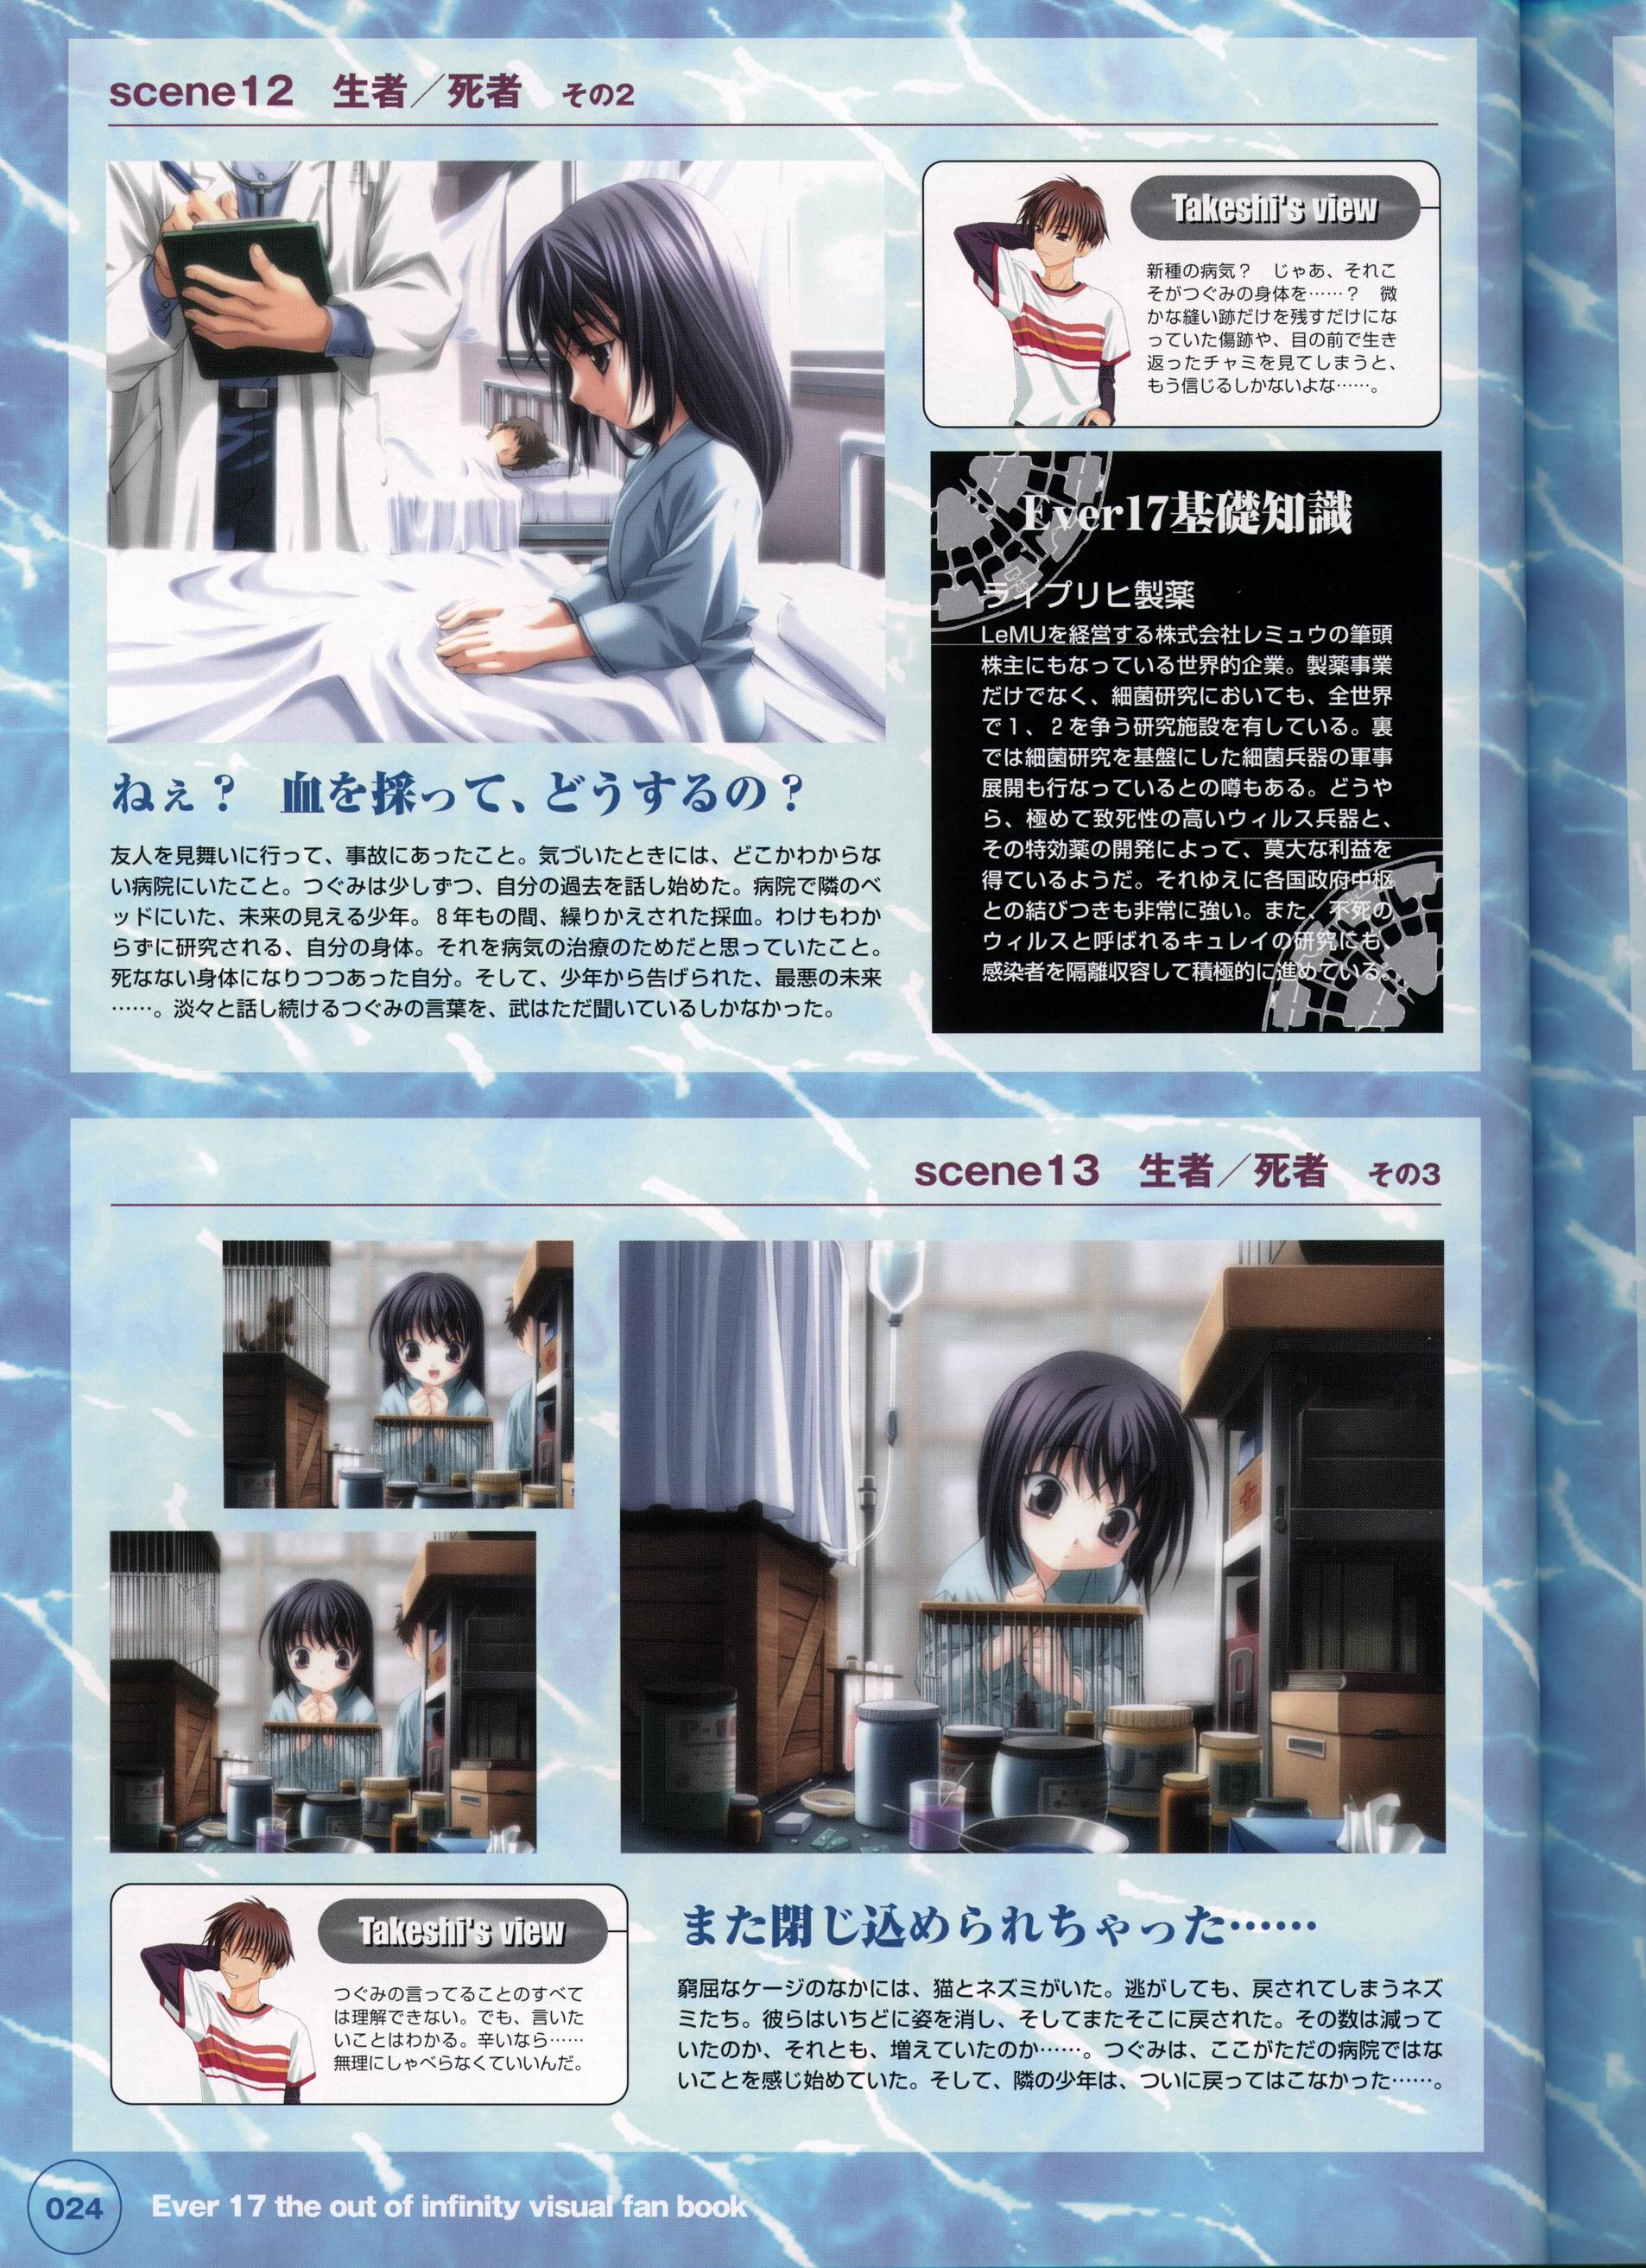 scene12　生者／死者　その2
Takeshi's view
新種の病気？　じゃあ、それこ
そがつぐみの身体を……？　微
かな縫い跡だけを残すだけにな
っていた傷跡や、目の前で生き
返ったチャミを見てしまうと、
もう信じるしかないよな……。
Ever17基礎知識
ライプリヒ製薬
LeMUを経営する株式会社レミュウの筆頭
株主にもなっている世界的企業。製薬事業
だけでなく、細菌研究においても、全世界
で1、2を争う研究施設を有している。裏
では細菌研究を基盤にした細菌兵器の軍事
展開も行なっているとの噂もある。どうや
ら、極めて致死性の高いウィルス兵器と、
その特効薬の開発によって、莫大な利益を
得ているようだ。それゆえに各国政府中枢
との結びつきも非常に強い。また、不死の
ウィルスと呼ばれるキュレイの研究にも、
感染者を隔離収容して積極的に進めている。
ねぇ？　血を採って、どうするの？
友人を見舞いに行って、事故にあったこと。気づいたときには、どこかわからな
い病院にいたこと。つぐみは少しずつ、自分の過去を話し始めた。病院で隣のベ
ッドにいた、未来の見える少年。8年もの間、繰りかえされた採血。わけもわか
らずに研究される、自分の身体。それを病気の治療のためだと思っていたこと。
死なない身体になりつつあった自分。そして、少年から告げられた、最悪の未来
……。淡々と話し続けるつぐみの言葉を、武はただ聞いているしかなかった。
scene13　生者／死者　その3
Takeshi's view
つぐみの言ってることのすべて
は理解できない。でも、言いた
いことはわかる。辛いなら……
無理にしゃべらなくていいんだ。
また閉じ込められちゃった……
窮屈なケージのなかには、猫とネズミがいた。逃がしても、戻されてしまうネズ
ミたち。彼らはいちどに姿を消し、そしてまたそこに戻された。その数は減って
いたのか、それとも、増えていたのか……。つぐみは、ここがただの病院ではな
いことを感じ始めていた。そして、隣の少年は、ついに戻ってはこなかった……。
024
Ever 17 the out of infinity visual fan book